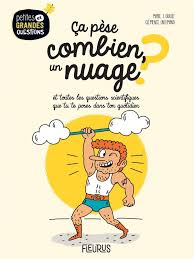 petites et
GRANDES
QUESTIONS
Ça pèse
combien,
un
nuage?
et toutes les questions scientifiques
que tu te poses dans ton quotidien
FLEURUS